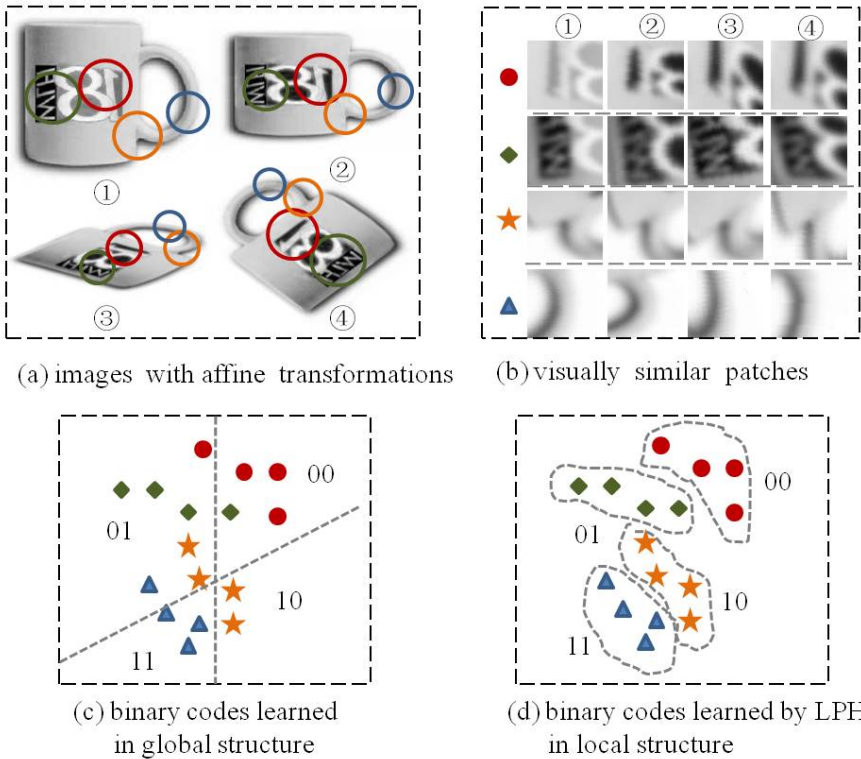 ① ②
③ ④
(a) images with affine transformations
① ② ③ ④
(b) visually similar patches
00
01
10
11
(c) binary codes learned
in global structure
00
01
10
11
(d) binary codes learned by LPH
in local structure